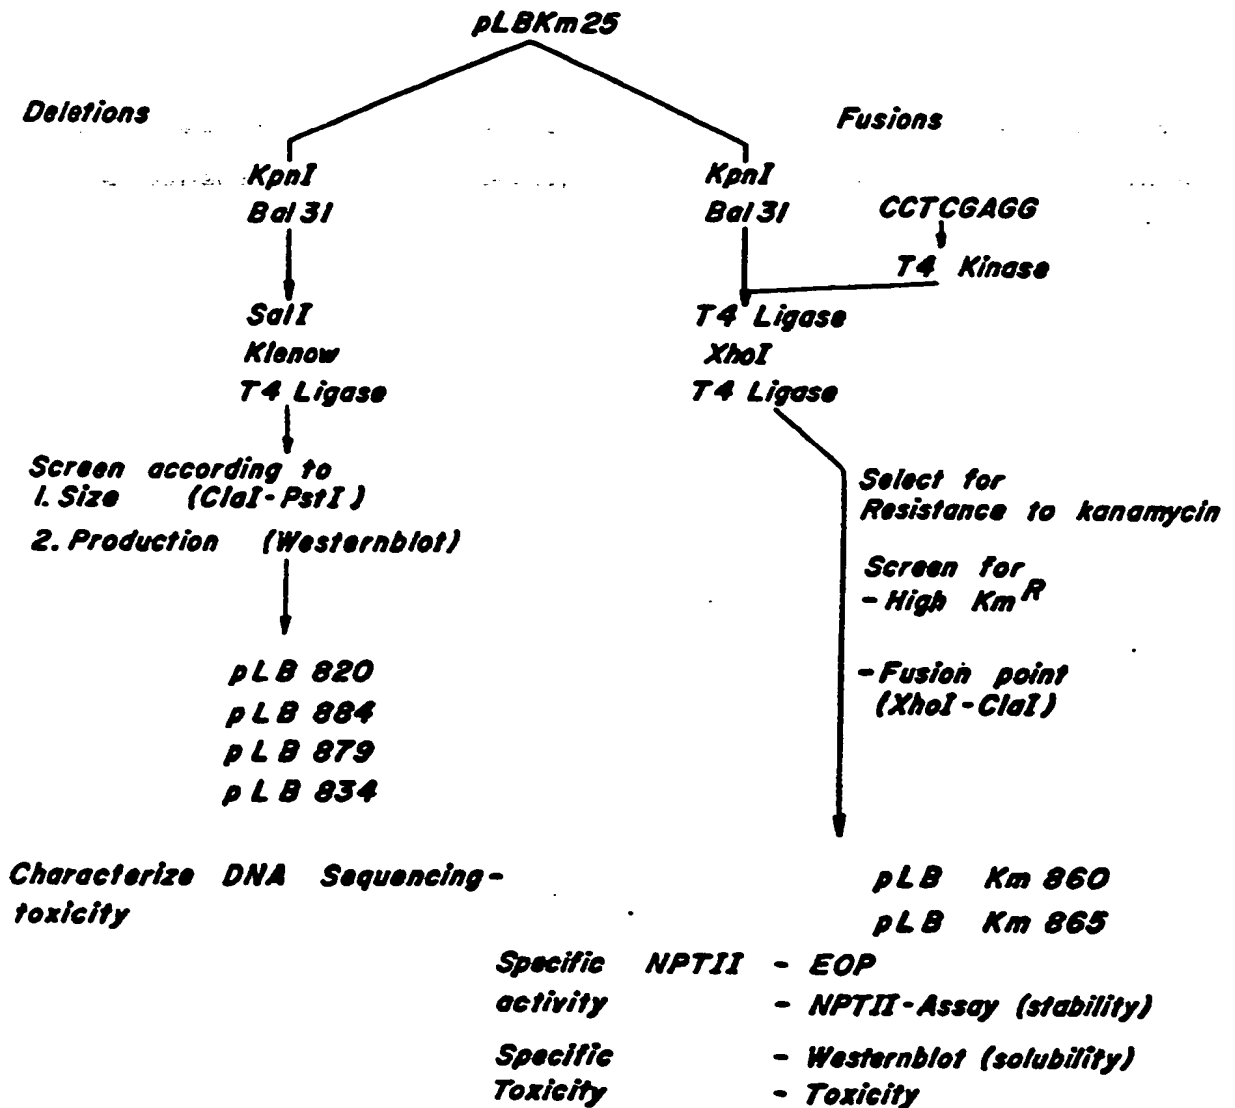 pLBKm25
Deletions
Fusions
KpnI
Bal 31
SalI
Klenow
T4 Ligase
Screen according to
1. Size (ClaI-PstI)
2. Production (Westernblot)
pLB 820
pLB 884
pLB 879
pLB 834
Characterize DNA Sequencing-
toxicity
KpnI
Bal 31
CCTCGAGG
T4 Kinase
T4 Ligase
XhoI
T4 Ligase
Select for
Resistance to kanamycin
Screen for
- High KmR
- Fusion point
(XhoI-ClaI)
pLB Km 860
pLB Km 865
Specific NPTII - EOP
activity - NPTII-Assay (stability)
Specific - Westernblot (solubility)
Toxicity - Toxicity